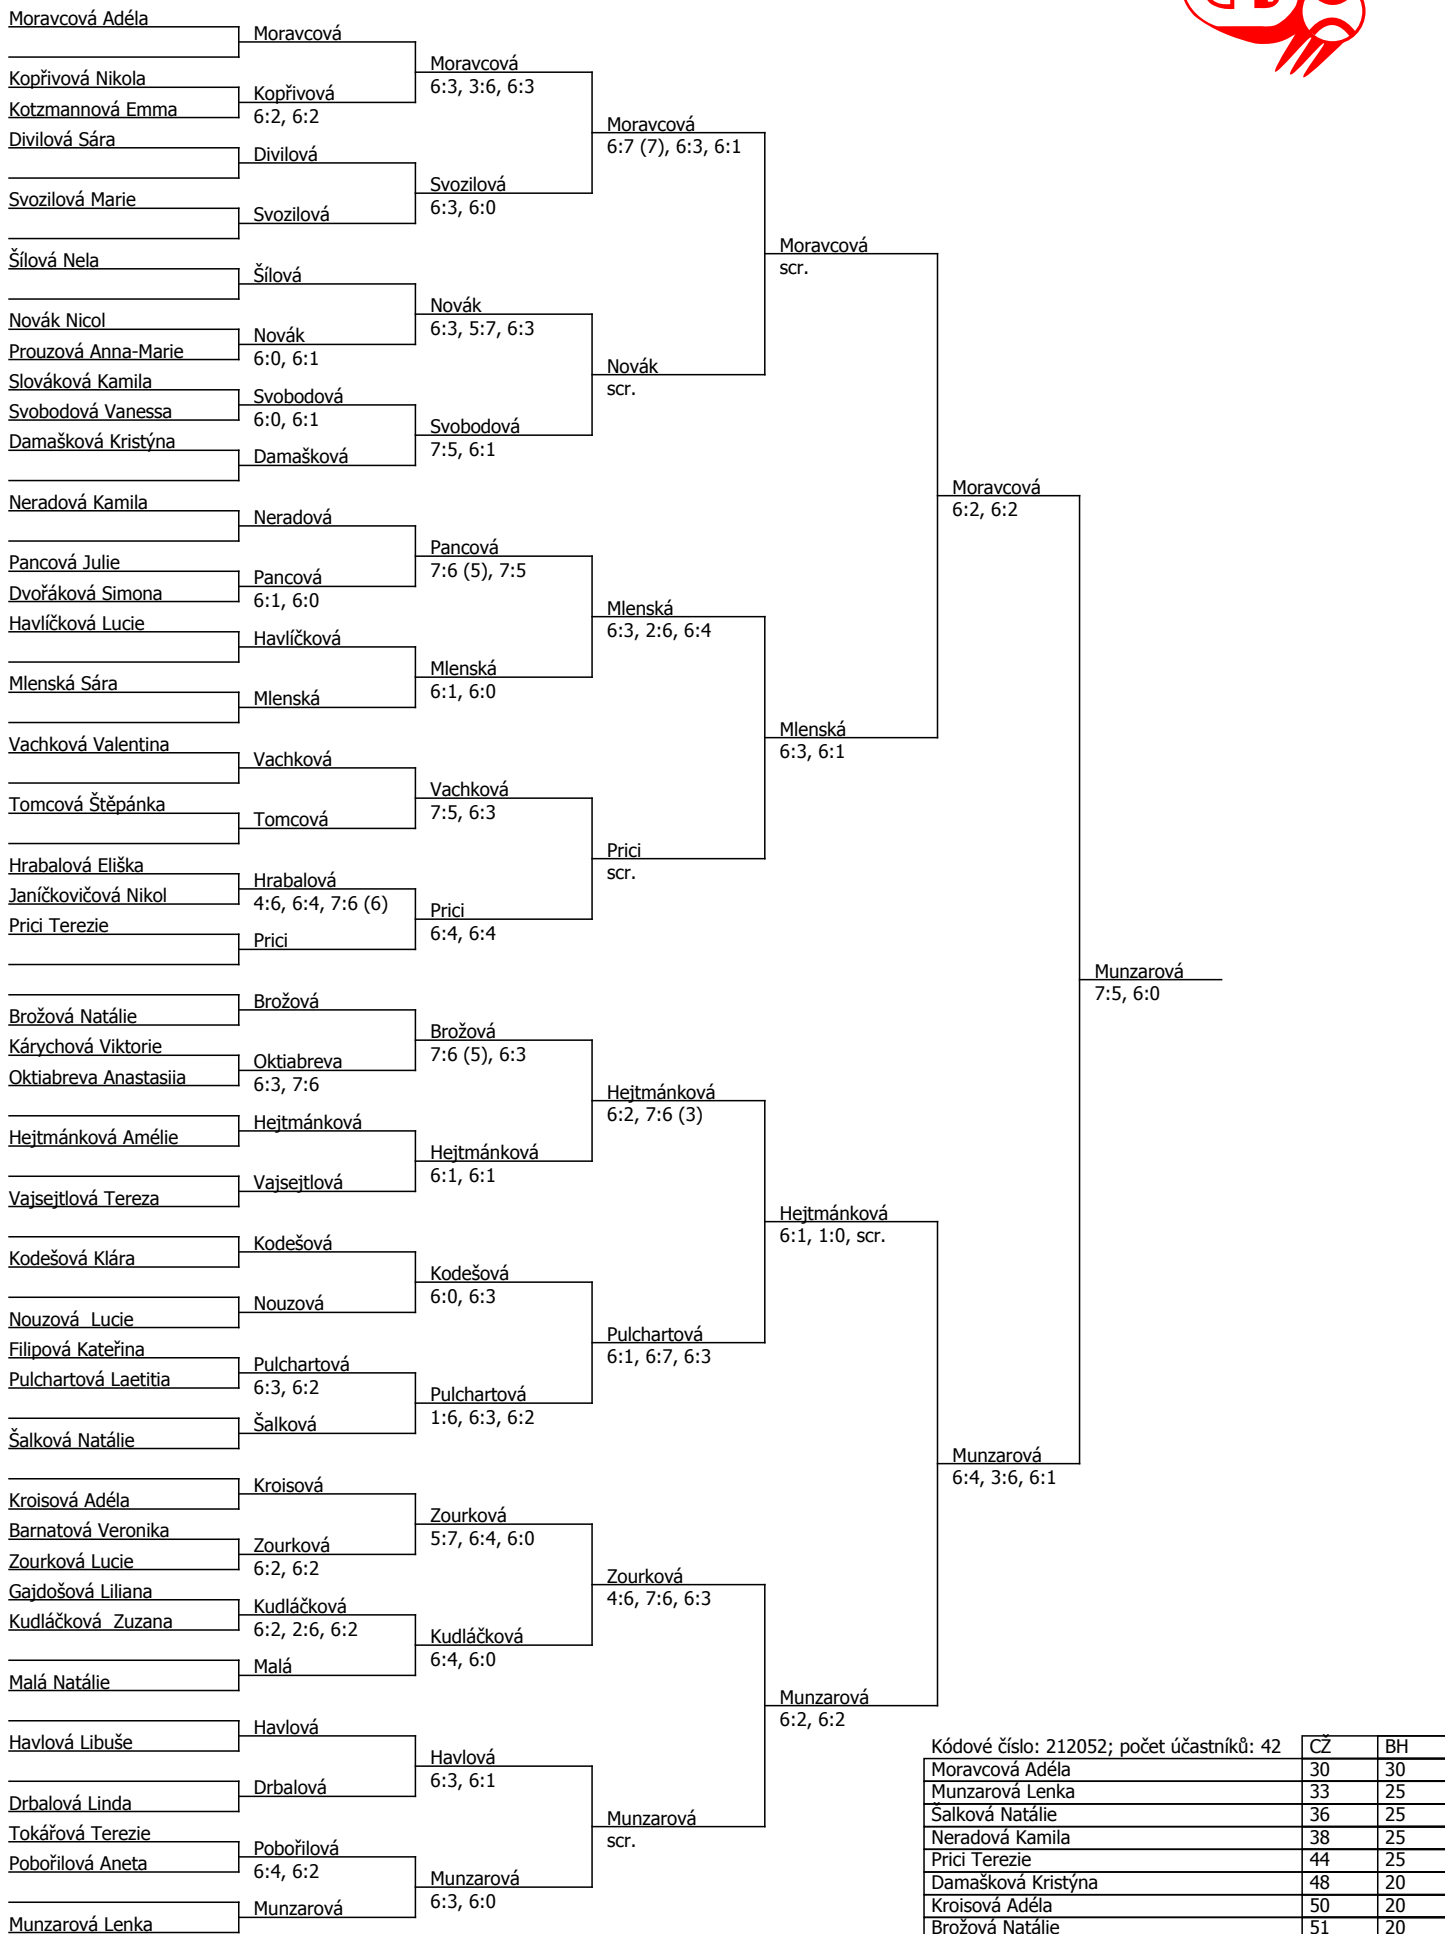 Moravcová Adéla
Kopřivová Nikola
Kotzmannová Emma
Divilová Sára
Svozilová Marie
Šílová Nela
Novák Nicol
Prouzová Anna-Marie
Slováková Kamila
Svobodová Vanessa
Damašková Kristýna
Neradová Kamila
Pancová Julie
Dvořáková Simona
Havlíčková Lucie
Mlenská Sára
Vachková Valentina
Tomcová Štěpánka
Hrabalová Eliška
Janíčkovičová Nikol
Prici Terezie
Brožová Natálie
Kárychová Viktorie
Oktiabreva Anastasiia
Hejtmánková Amélie
Vajsejtlová Tereza
Kodešová Klára
Nouzová  Lucie
Filipová Kateřina
Pulchartová Laetitia
Šalková Natálie
Kroisová Adéla
Barnatová Veronika
Zourková Lucie
Gajdošová Liliana
Kudláčková  Zuzana
Malá Natálie
Havlová Libuše
Drbalová Linda
Tokářová Terezie
Pobořilová Aneta
Munzarová Lenka
Moravcová
Kopřivová
6:2, 6:2
Divilová
Svozilová
Šílová
Novák
6:0, 6:1
Svobodová
6:0, 6:1
Damašková
Neradová
Pancová
6:1, 6:0
Havlíčková
Mlenská
Vachková
Tomcová
Hrabalová
4:6, 6:4, 7:6 (6)
Prici
Brožová
Oktiabreva
6:3, 7:6
Hejtmánková
Vajsejtlová
Kodešová
Nouzová
Pulchartová
6:3, 6:2
Šalková
Kroisová
Zourková
6:2, 6:2
Kudláčková
6:2, 2:6, 6:2
Malá
Havlová
Drbalová
Pobořilová
6:4, 6:2
Munzarová
Moravcová
6:3, 3:6, 6:3
Svozilová
6:3, 6:0
Novák
6:3, 5:7, 6:3
Svobodová
7:5, 6:1
Pancová
7:6 (5), 7:5
Mlenská
6:1, 6:0
Vachková
7:5, 6:3
Prici
6:4, 6:4
Brožová
7:6 (5), 6:3
Hejtmánková
6:1, 6:1
Kodešová
6:0, 6:3
Pulchartová
1:6, 6:3, 6:2
Zourková
5:7, 6:4, 6:0
Kudláčková
6:4, 6:0
Havlová
6:3, 6:1
Munzarová
6:3, 6:0
Moravcová
6:7 (7), 6:3, 6:1
Novák
scr.
Mlenská
6:3, 2:6, 6:4
Prici
scr.
Hejtmánková
6:2, 7:6 (3)
Pulchartová
6:1, 6:7, 6:3
Zourková
4:6, 7:6, 6:3
Munzarová
scr.
Moravcová
scr.
Mlenská
6:3, 6:1
Hejtmánková
6:1, 1:0, scr.
Munzarová
6:2, 6:2
Moravcová
6:2, 6:2
Munzarová
6:4, 3:6, 6:1
Munzarová
7:5, 6:0
Kódové číslo: 212052; počet účastníků: 42 CŽ BH
Moravcová Adéla 30 30
Munzarová Lenka 33 25
Šalková Natálie 36 25
Neradová Kamila 38 25
Prici Terezie 44 25
Damašková Kristýna 48 20
Kroisová Adéla 50 20
Brožová Natálie 51 20